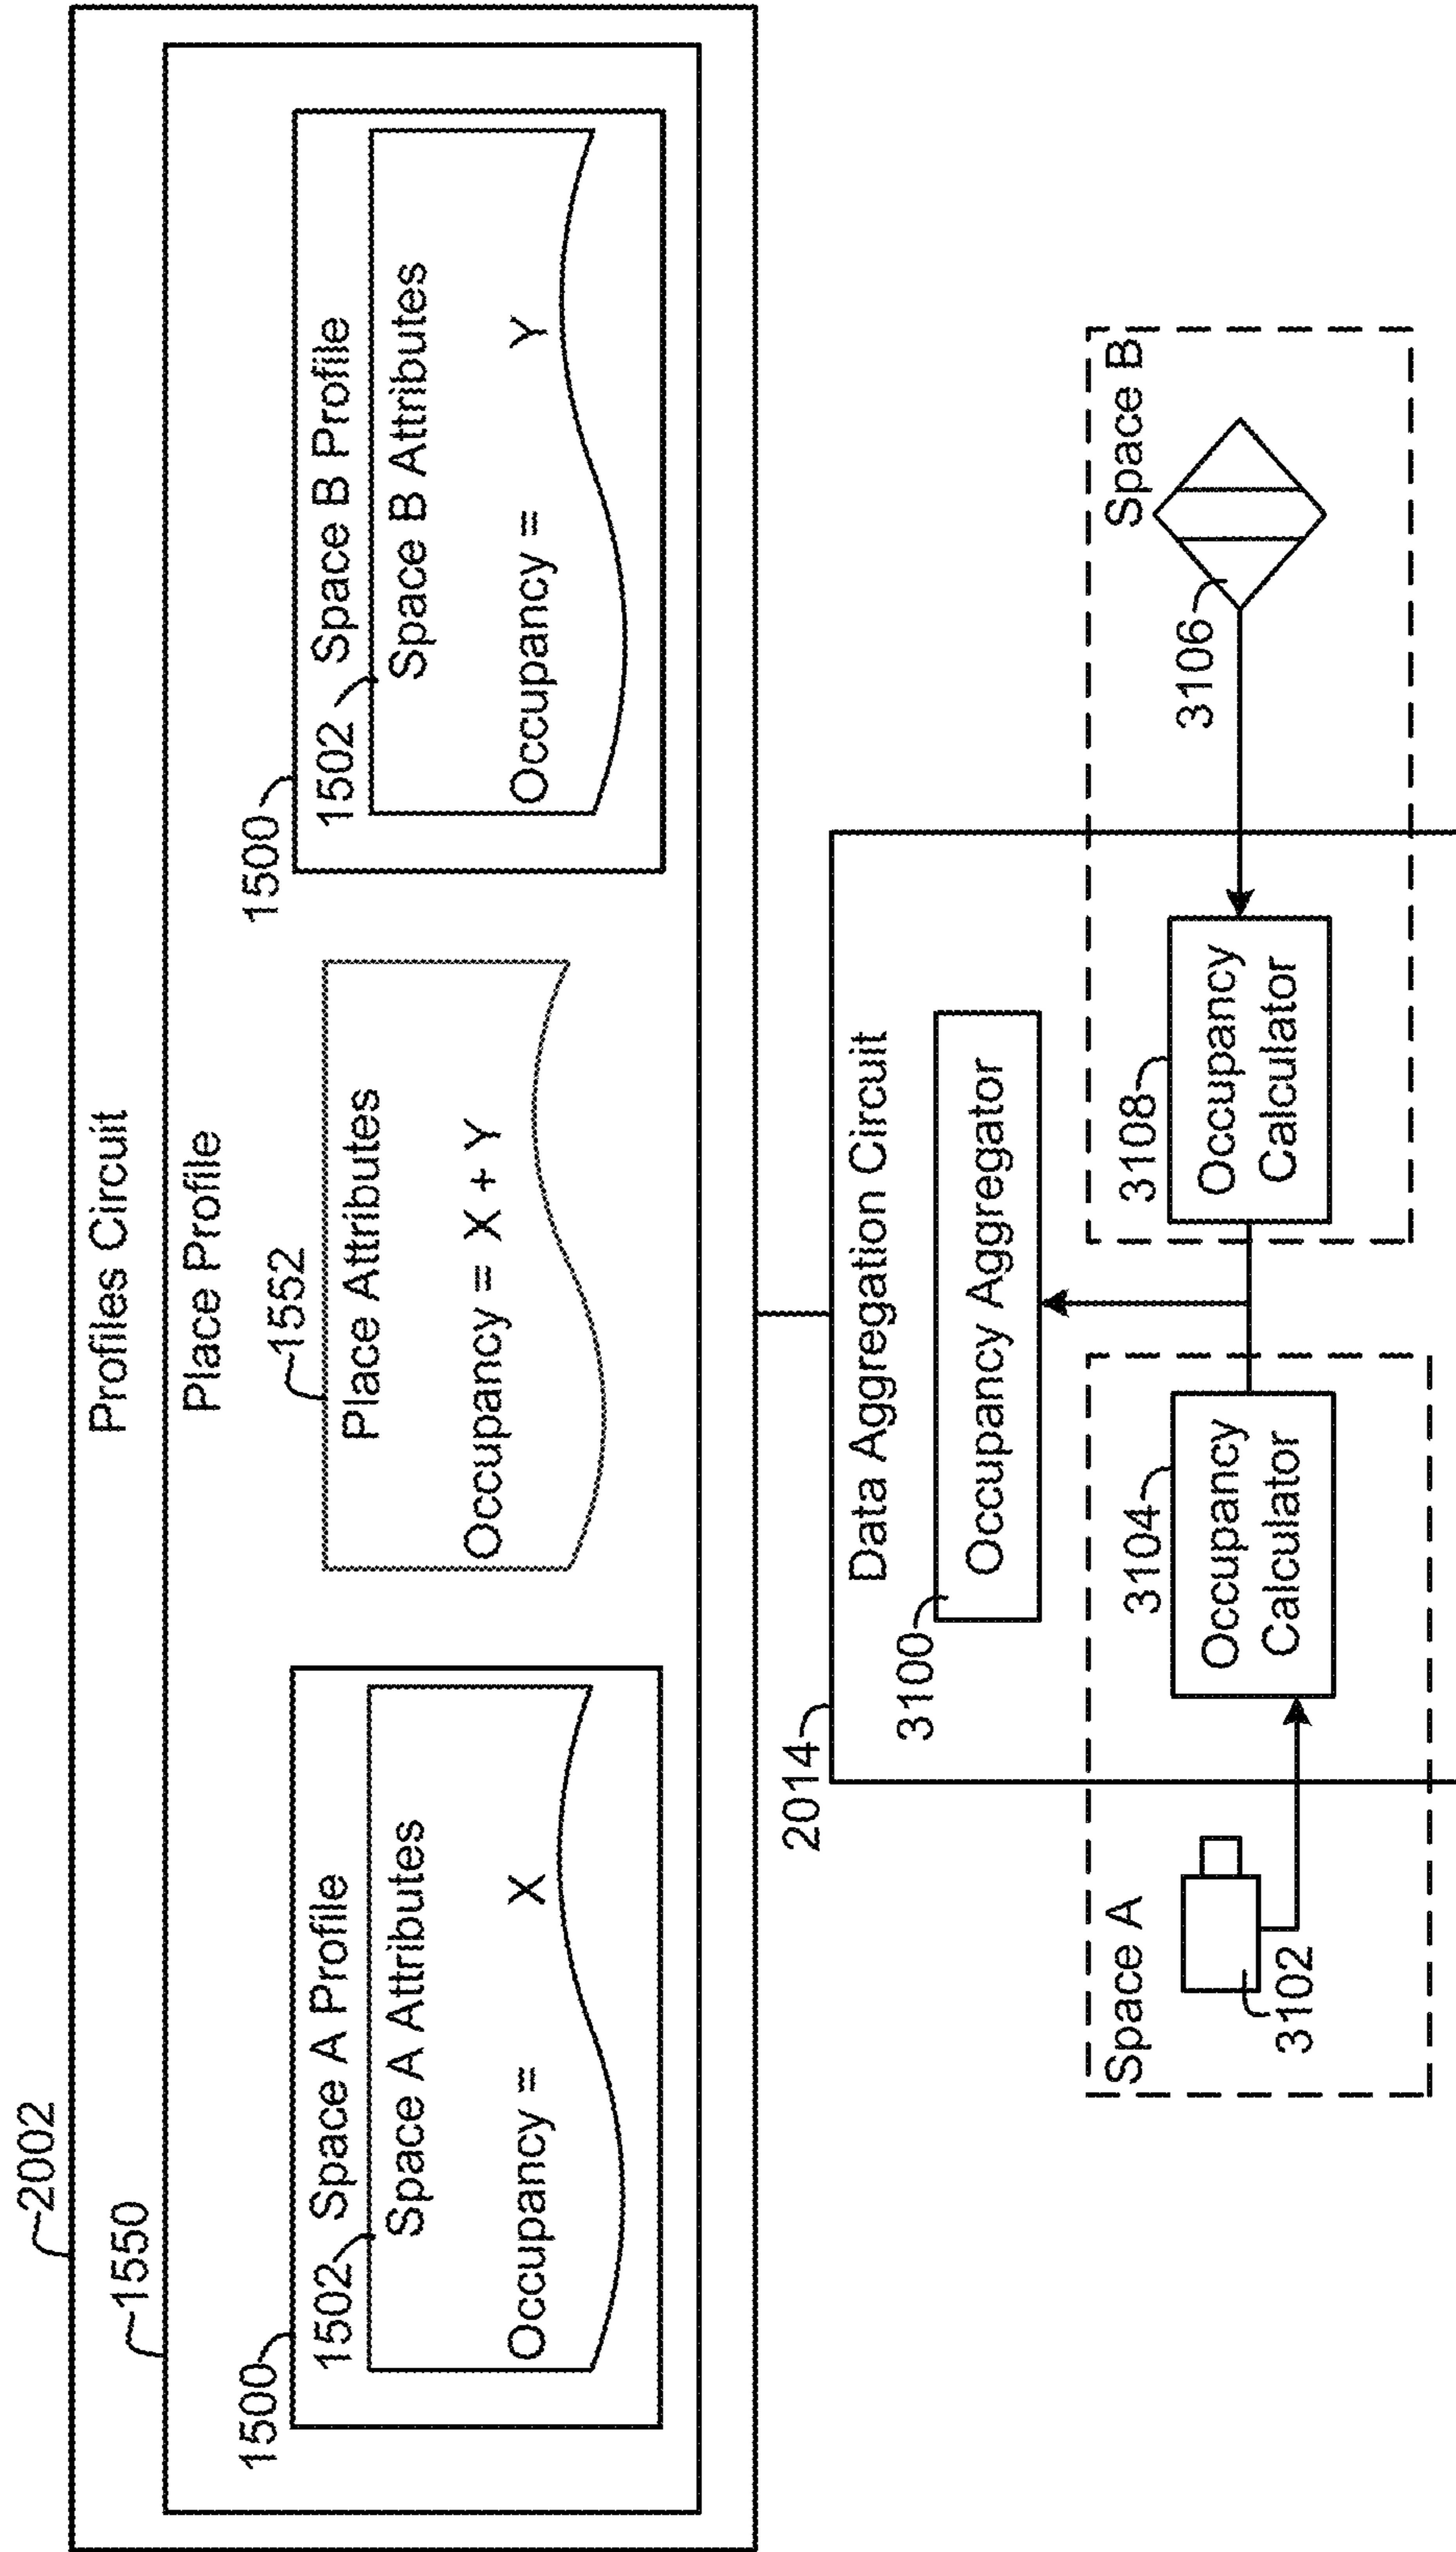 2002
Profiles Circuit
1550
Place Profile
1500
Space A Profile
1502
Space A Attributes
Occupancy = X
1552
Place Attributes
Occupancy = X + Y
1500
Space B Profile
1502
Space B Attributes
Occupancy = Y
2014
Data Aggregation Circuit
3100
Occupancy Aggregator
Space A
3102
3104
Occupancy
Calculator
Space B
3108
Occupancy
Calculator
3106